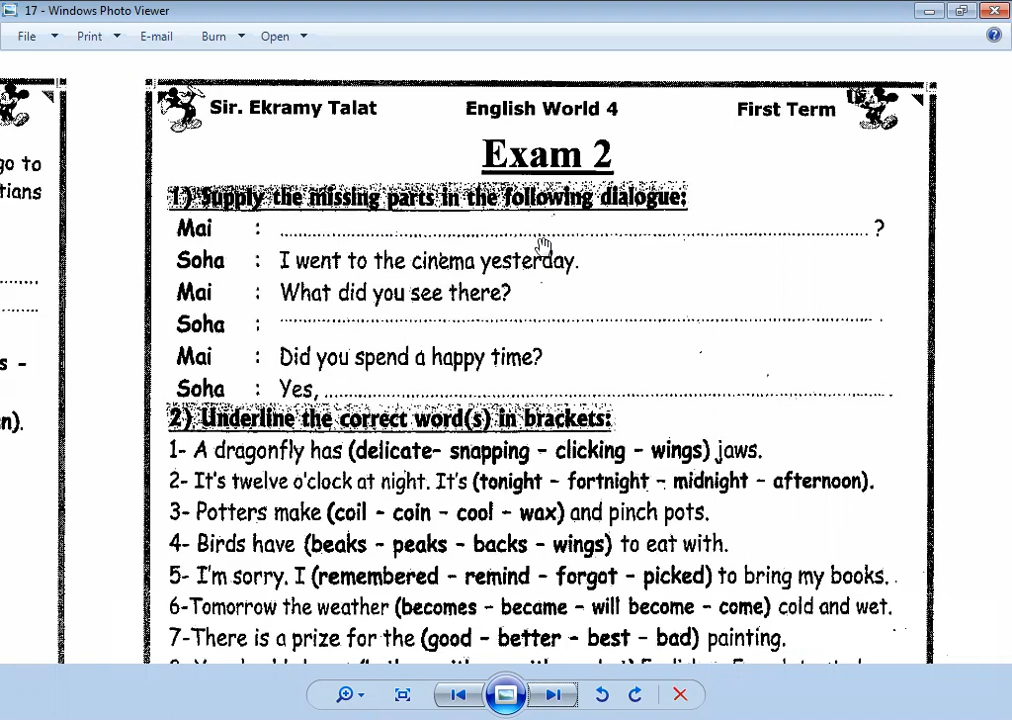 17 - Windows Photo Viewer
File Print E-mail Burn Open
Sir. Ekramy Talat English World 4 First Term
go to
tians
Exam 2
1) Supply the missing parts in the following dialogue:
Mai : ........................................ ?
Soha : I went to the cinema yesterday.
Mai : What did you see there?
Soha : ........................................ .
Mai : Did you spend a happy time?
s -
Soha : Yes, ........................................ .
n).
2) Underline the correct word(s) in brackets:
1- A dragonfly has (delicate- snapping - clicking - wings) jaws.
2- It's twelve o'clock at night. It's (tonight - fortnight - midnight - afternoon).
3- Potters make (coil - coin - cool - wax) and pinch pots.
4- Birds have (beaks - peaks - backs - wings) to eat with.
5- I'm sorry. I (remembered - remind - forgot - picked) to bring my books.
6-Tomorrow the weather (becomes - became - will become - come) cold and wet.
7-There is a prize for the (good - better - best - bad) painting.